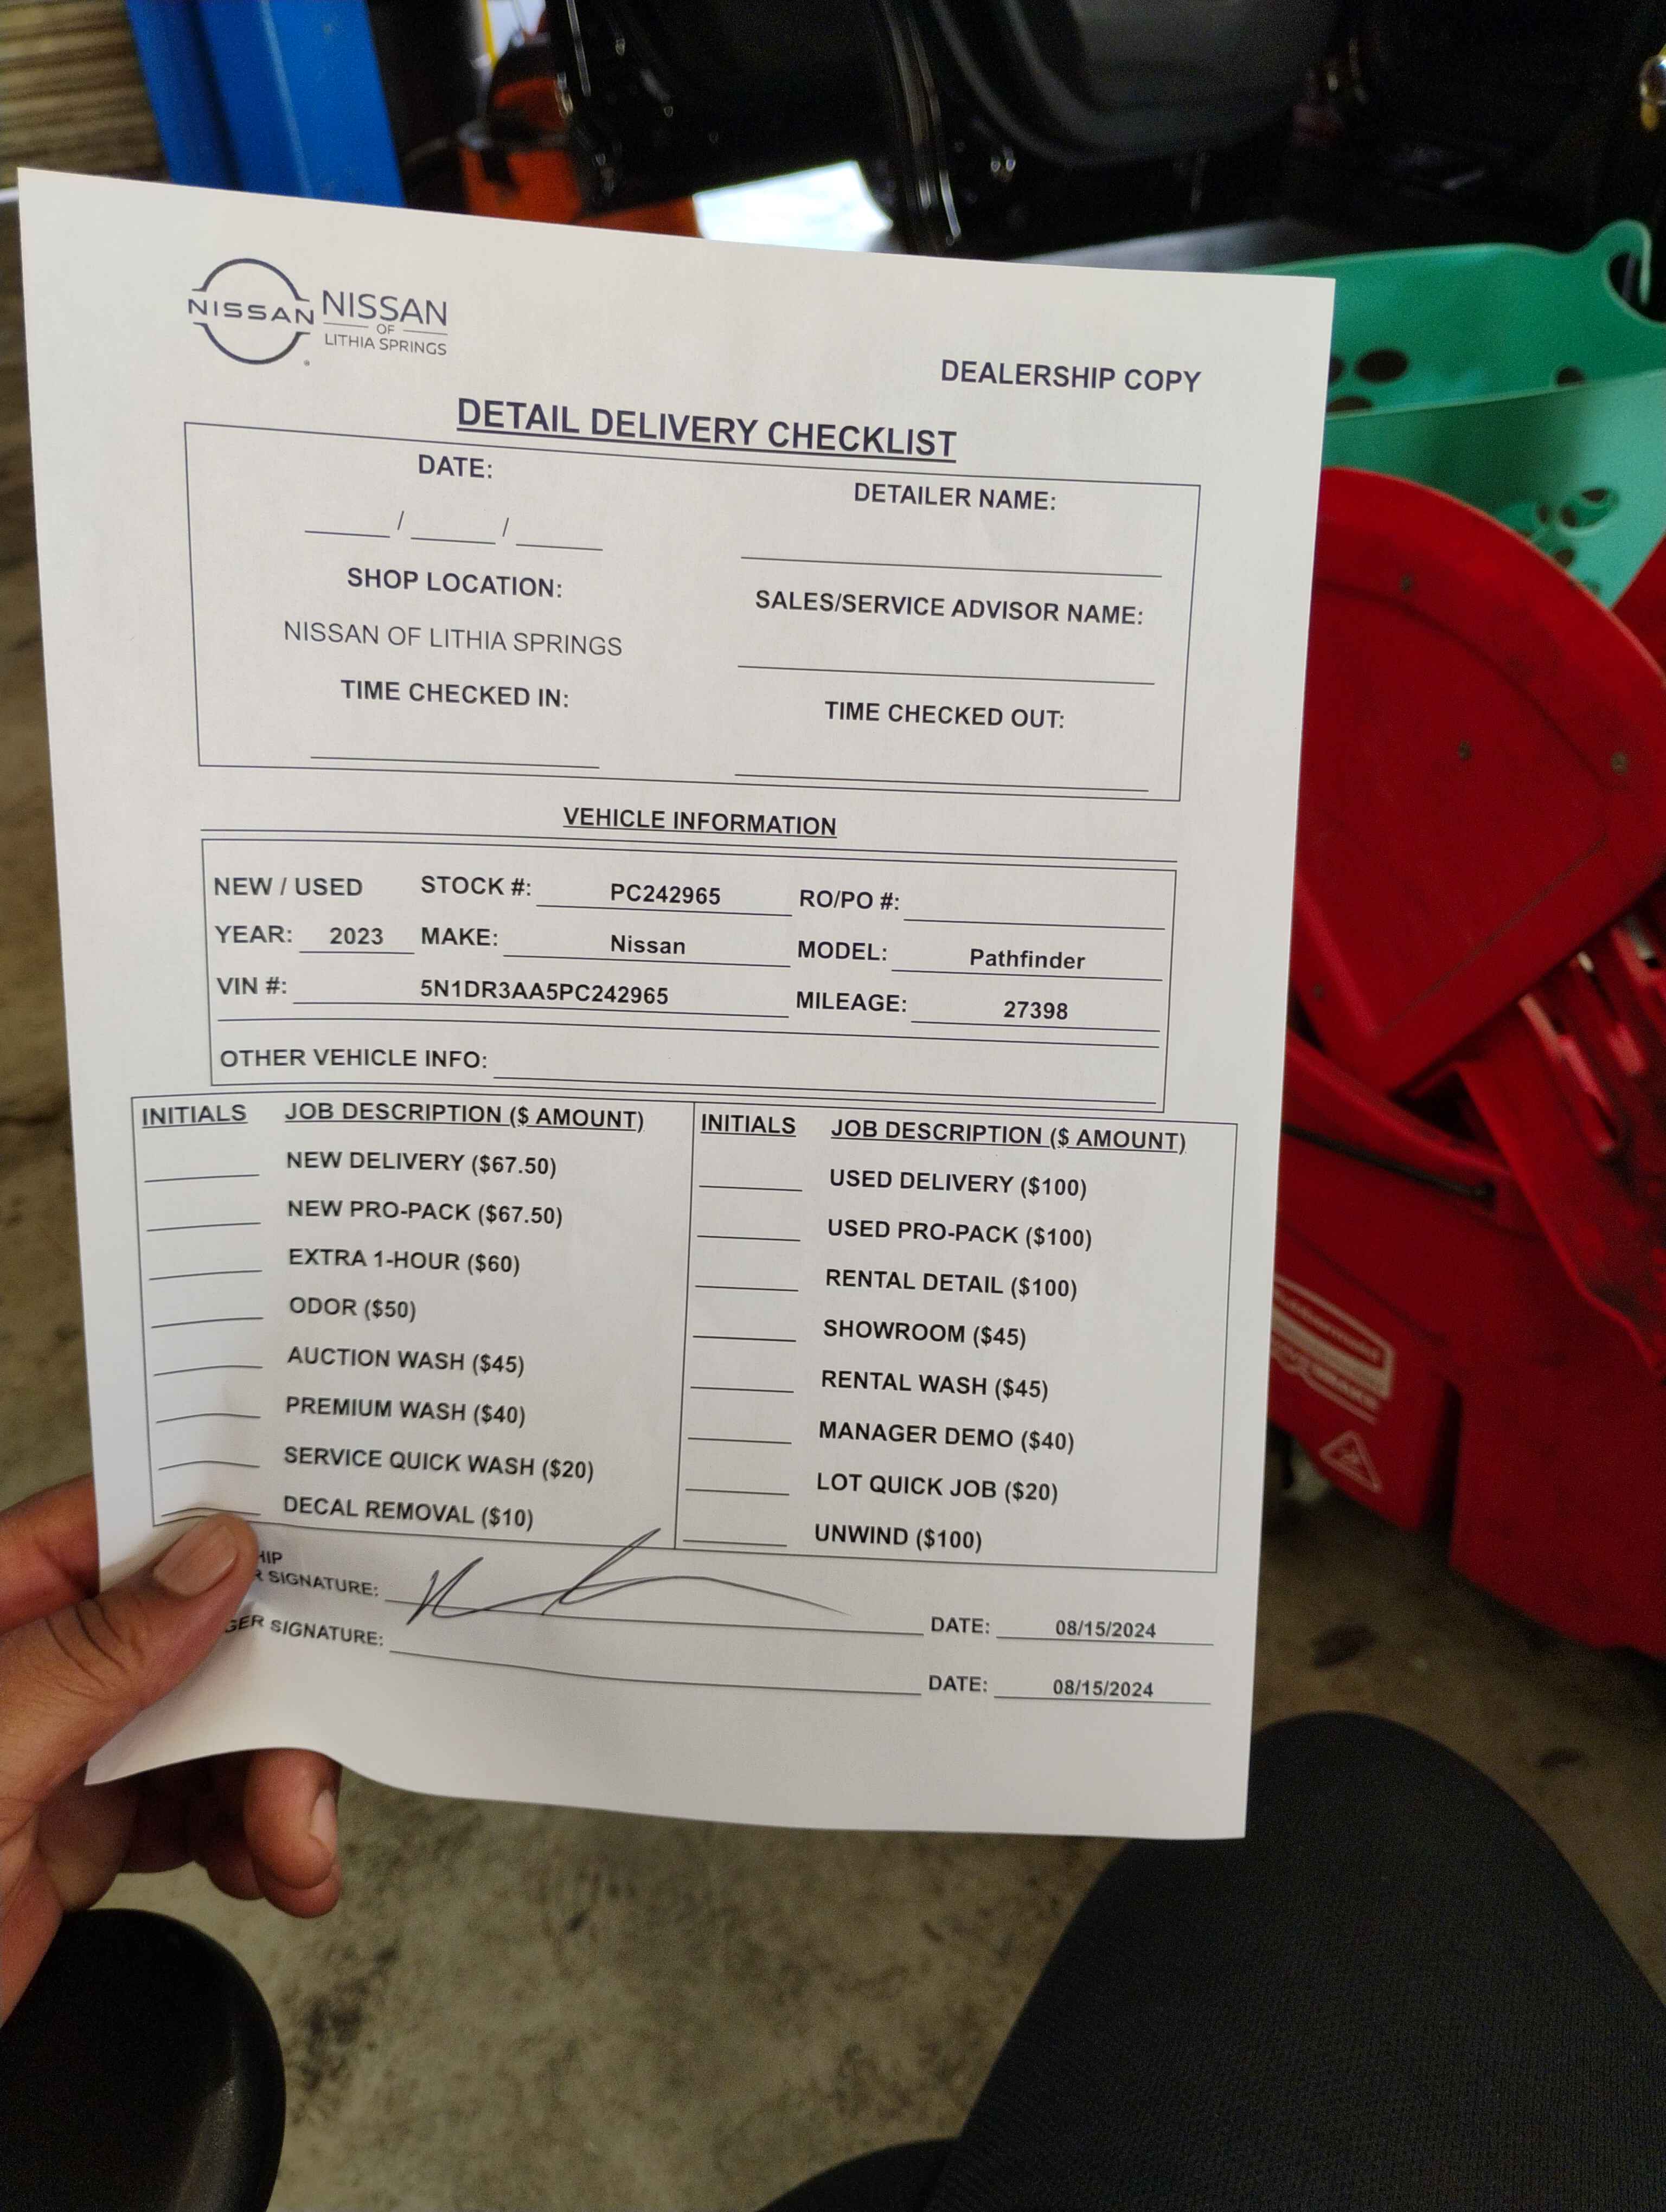 NISSAN NISSAN
OF
LITHIA SPRINGS
DEALERSHIP COPY
DETAIL DELIVERY CHECKLIST
DATE:
DETAILER NAME:
____ / ____ / ____
SHOP LOCATION:
SALES/SERVICE ADVISOR NAME:
NISSAN OF LITHIA SPRINGS
TIME CHECKED IN:
TIME CHECKED OUT:
VEHICLE INFORMATION
NEW / USED STOCK #: PC242965 RO/PO #:
YEAR: 2023 MAKE: Nissan MODEL: Pathfinder
VIN #: 5N1DR3AA5PC242965 MILEAGE: 27398
OTHER VEHICLE INFO:
INITIALS JOB DESCRIPTION ($ AMOUNT) INITIALS JOB DESCRIPTION ($ AMOUNT)
NEW DELIVERY ($67.50) USED DELIVERY ($100)
NEW PRO-PACK ($67.50) USED PRO-PACK ($100)
EXTRA 1-HOUR ($60) RENTAL DETAIL ($100)
ODOR ($50) SHOWROOM ($45)
AUCTION WASH ($45) RENTAL WASH ($45)
PREMIUM WASH ($40) MANAGER DEMO ($40)
SERVICE QUICK WASH ($20) LOT QUICK JOB ($20)
DECAL REMOVAL ($10) UNWIND ($100)
HIP
R SIGNATURE: DATE: 08/15/2024
GER SIGNATURE: DATE: 08/15/2024